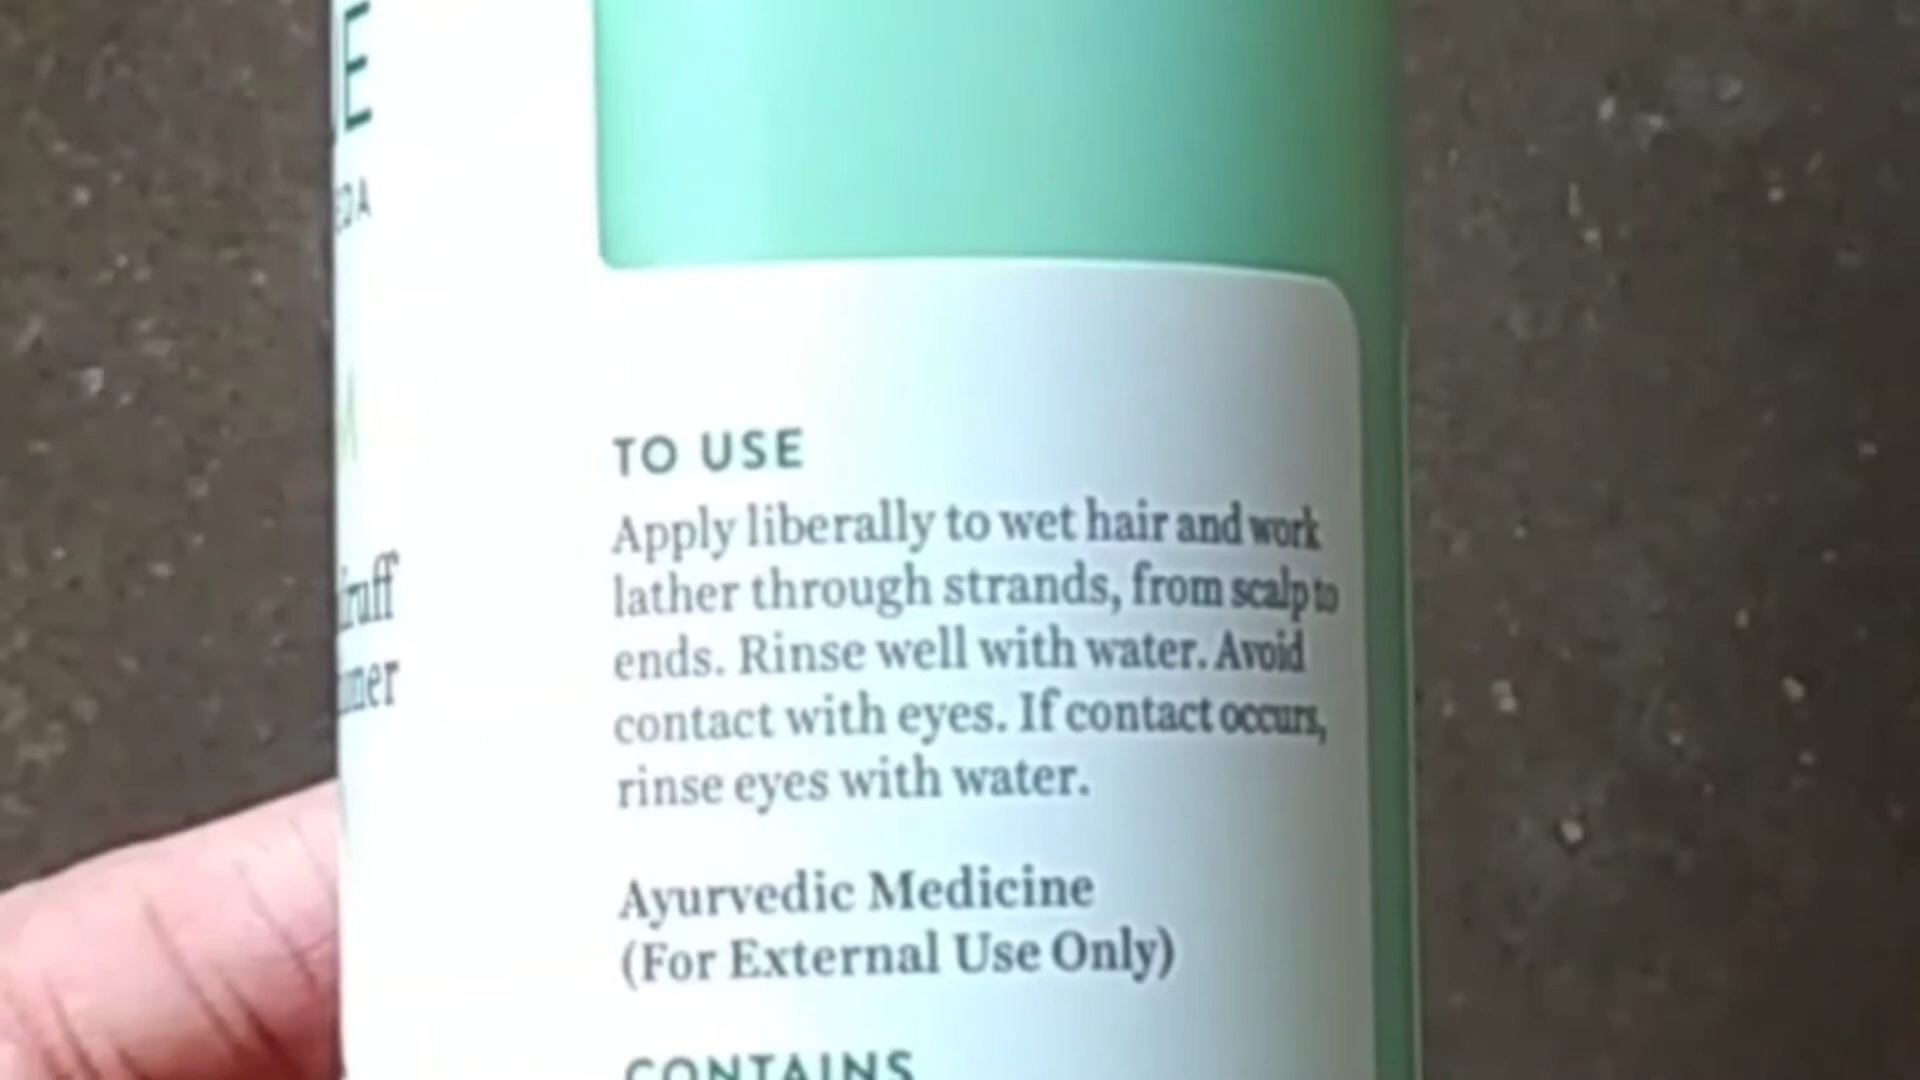 E
TO USE
Apply liberally to wet hair and work
lather through strands, from scalp to
ends. Rinse well with water. Avoid
contact with eyes. If contact occurs,
rinse eyes with water.
Ayurvedic Medicine
(For External Use Only)
CONTAINS